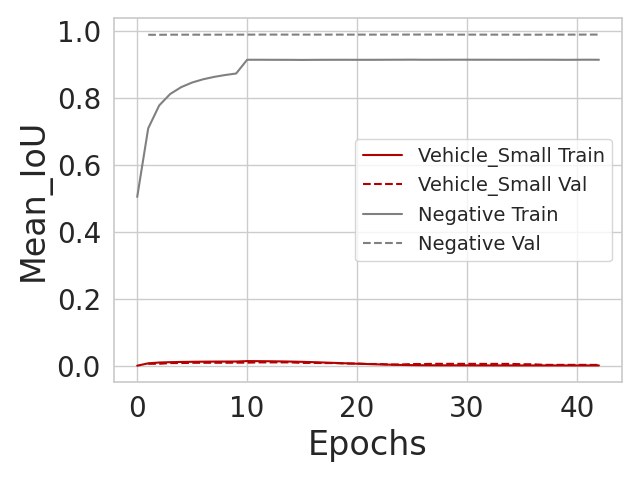 1.0
0.8
0.6
0.4
0.2
0.0
Mean_IoU
Vehicle_Small Train
Vehicle_Small Val
Negative Train
Negative Val
0 10 20 30 40
Epochs